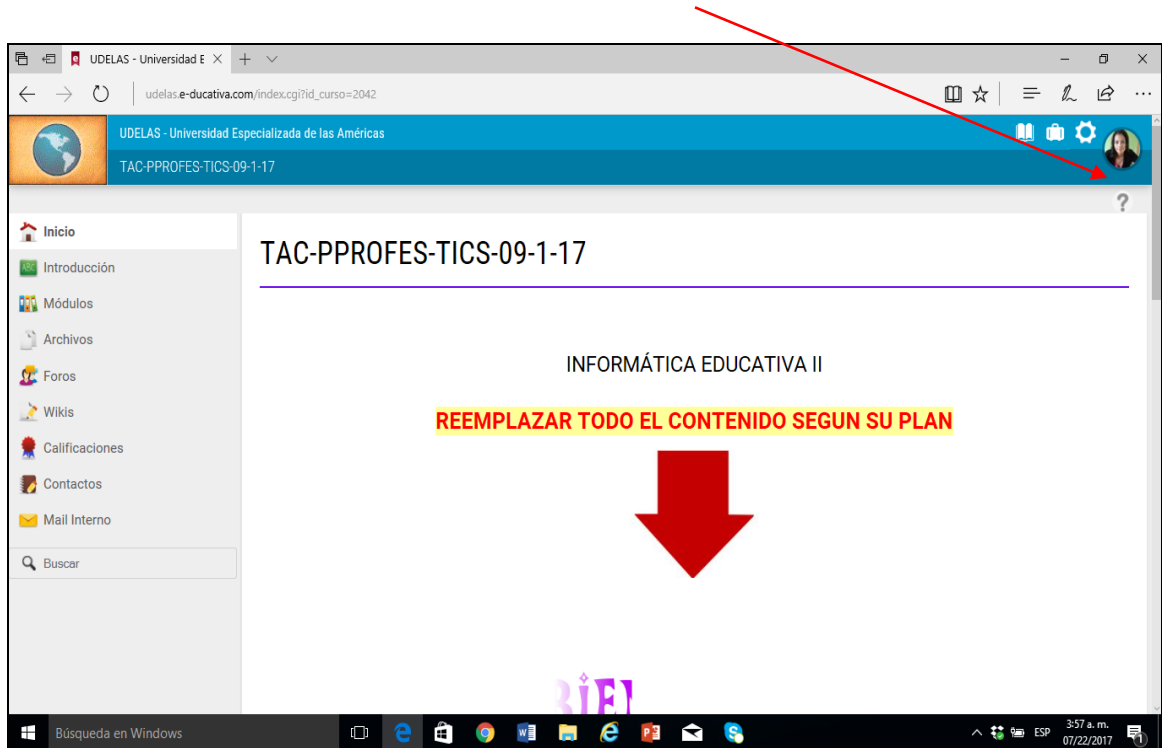 UDELAS - Universidad E
udelas.e-ducativa.com/index.cgi?id_curso=2042
UDELAS - Universidad Especializada de las Américas
TAC-PPROFES-TICS-09-1-17
?
Inicio
ABC
Introducción
Módulos
Archivos
Foros
Wikis
Calificaciones
Contactos
Mail Interno
Buscar
TAC-PPROFES-TICS-09-1-17
INFORMÁTICA EDUCATIVA II
REEMPLAZAR TODO EL CONTENIDO SEGUN SU PLAN
Búsqueda en Windows
ESP
3:57 a. m.
07/22/2017